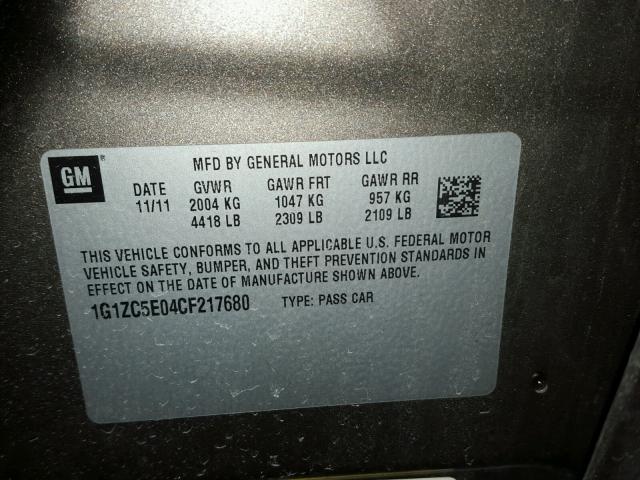 GM
MFD BY GENERAL MOTORS LLC
DATE GVWR GAWR FRT GAWR RR
11/11 2004 KG 1047 KG 957 KG
4418 LB 2309 LB 2109 LB
THIS VEHICLE CONFORMS TO ALL APPLICABLE U.S. FEDERAL MOTOR
VEHICLE SAFETY, BUMPER, AND THEFT PREVENTION STANDARDS IN
EFFECT ON THE DATE OF MANUFACTURE SHOWN ABOVE.
1G1ZC5E04CF217680 TYPE: PASS CAR